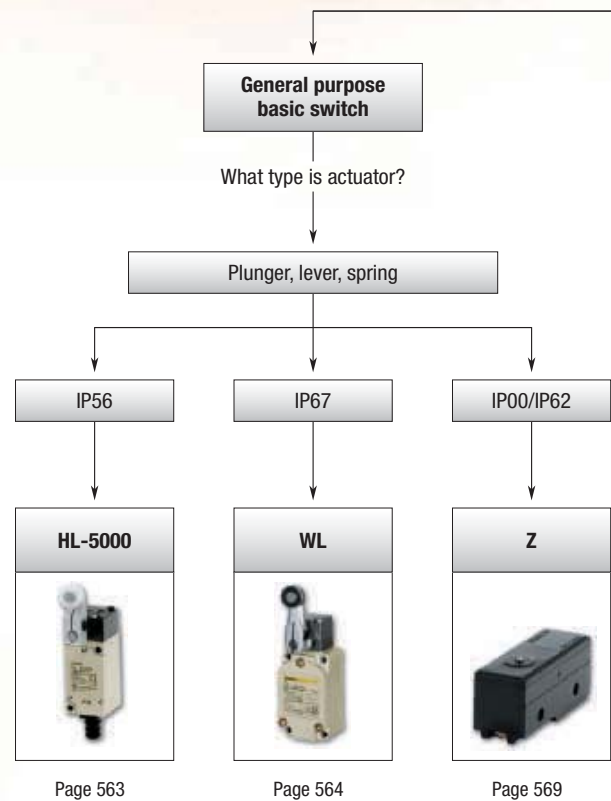 General purpose
basic switch
What type is actuator?
Plunger, lever, spring
IP56
IP67
IP00/IP62
HL-5000
WL
Z
Page 563
Page 564
Page 569